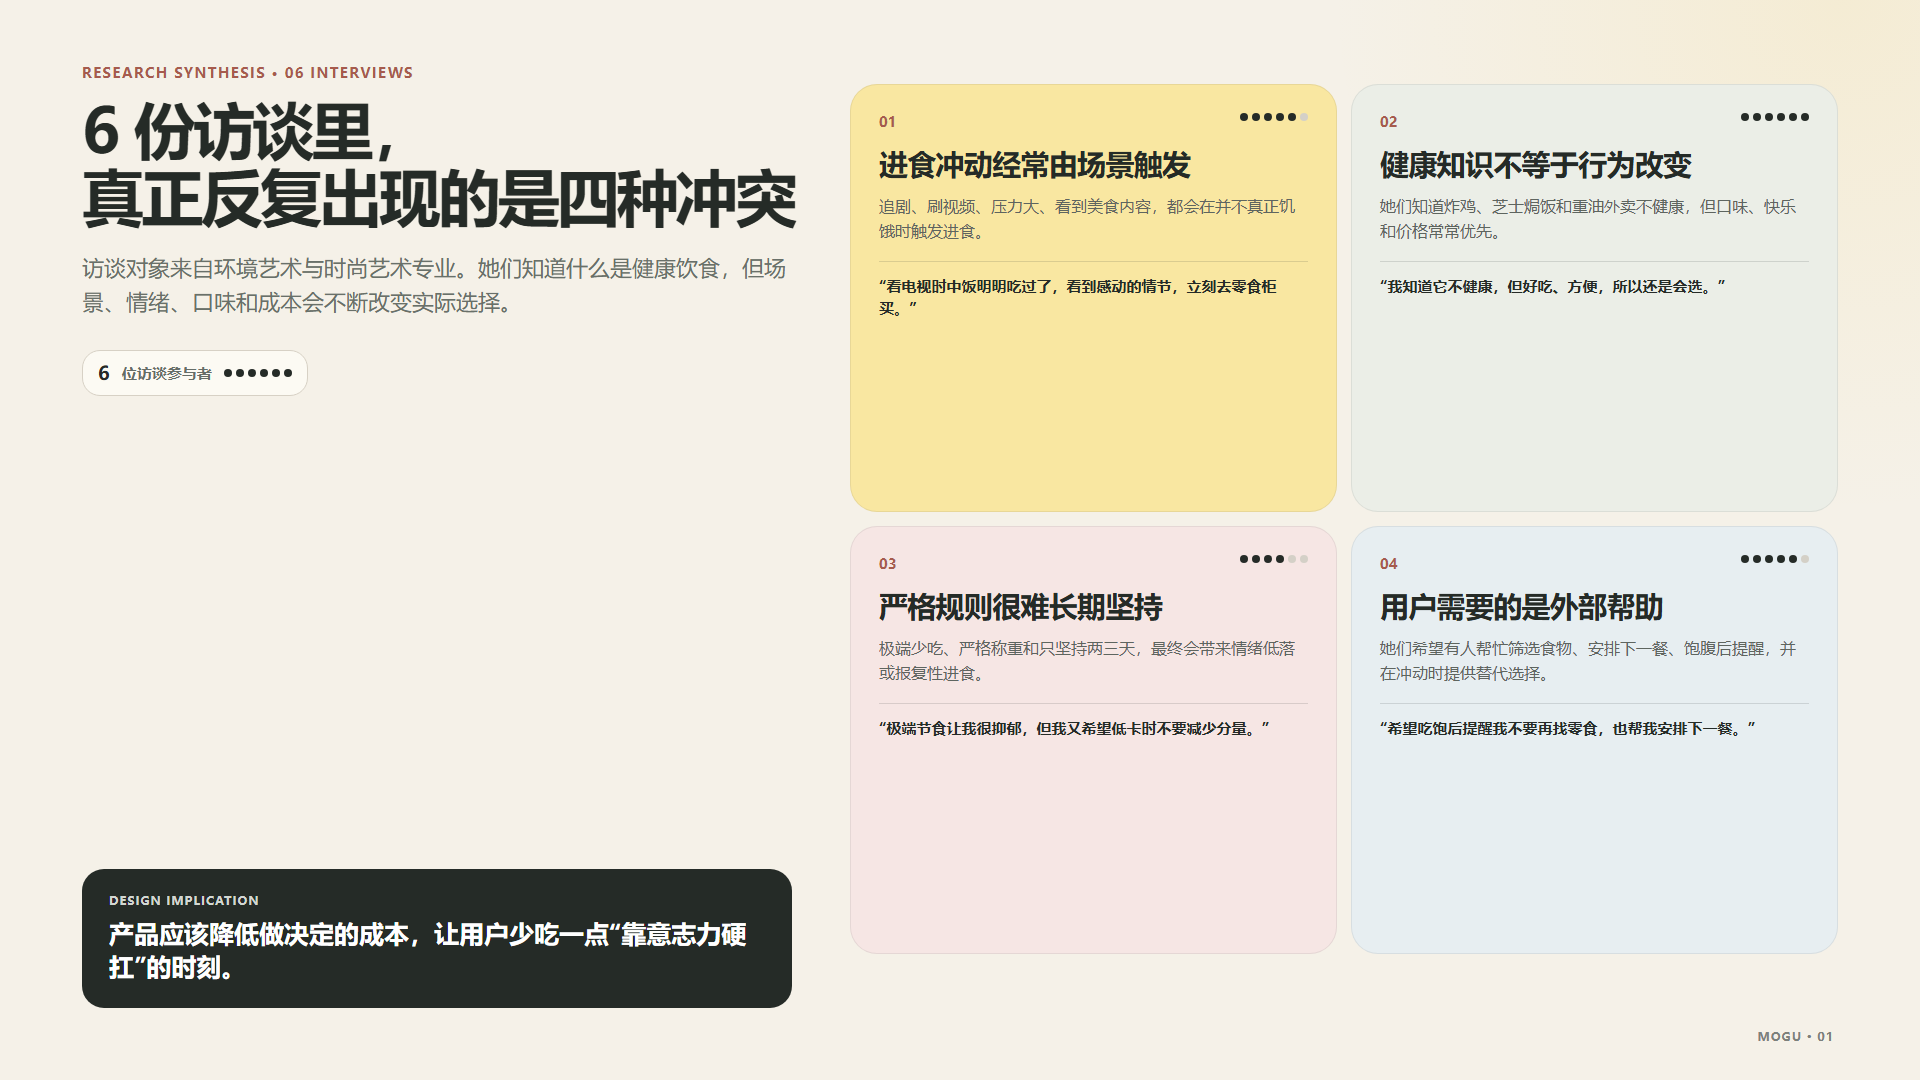 RESEARCH SYNTHESIS • 06 INTERVIEWS
6 份访谈里，
真正反复出现的是四种冲突
访谈对象来自环境艺术与时尚艺术专业。她们知道什么是健康饮食，但场
景、情绪、口味和成本会不断改变实际选择。
6 位访谈参与者
DESIGN IMPLICATION
产品应该降低做决定的成本，让用户少吃一点“靠意志力硬
扛”的时刻。
01
进食冲动经常由场景触发
追剧、刷视频、压力大、看到美食内容，都会在并不真正饥
饿时触发进食。
“看电视时中饭明明吃过了，看到感动的情节，立刻去零食柜
买。”
02
健康知识不等于行为改变
她们知道炸鸡、芝士焗饭和重油外卖不健康，但口味、快乐
和价格常常优先。
“我知道它不健康，但好吃、方便，所以还是会选。”
03
严格规则很难长期坚持
极端少吃、严格称重和只坚持两三天，最终会带来情绪低落
或报复性进食。
“极端节食让我很抑郁，但我又希望低卡时不要减少分量。”
04
用户需要的是外部帮助
她们希望有人帮忙筛选食物、安排下一餐、饱腹后提醒，并
在冲动时提供替代选择。
“希望吃饱后提醒我不要再找零食，也帮我安排下一餐。”
MOGU • 01